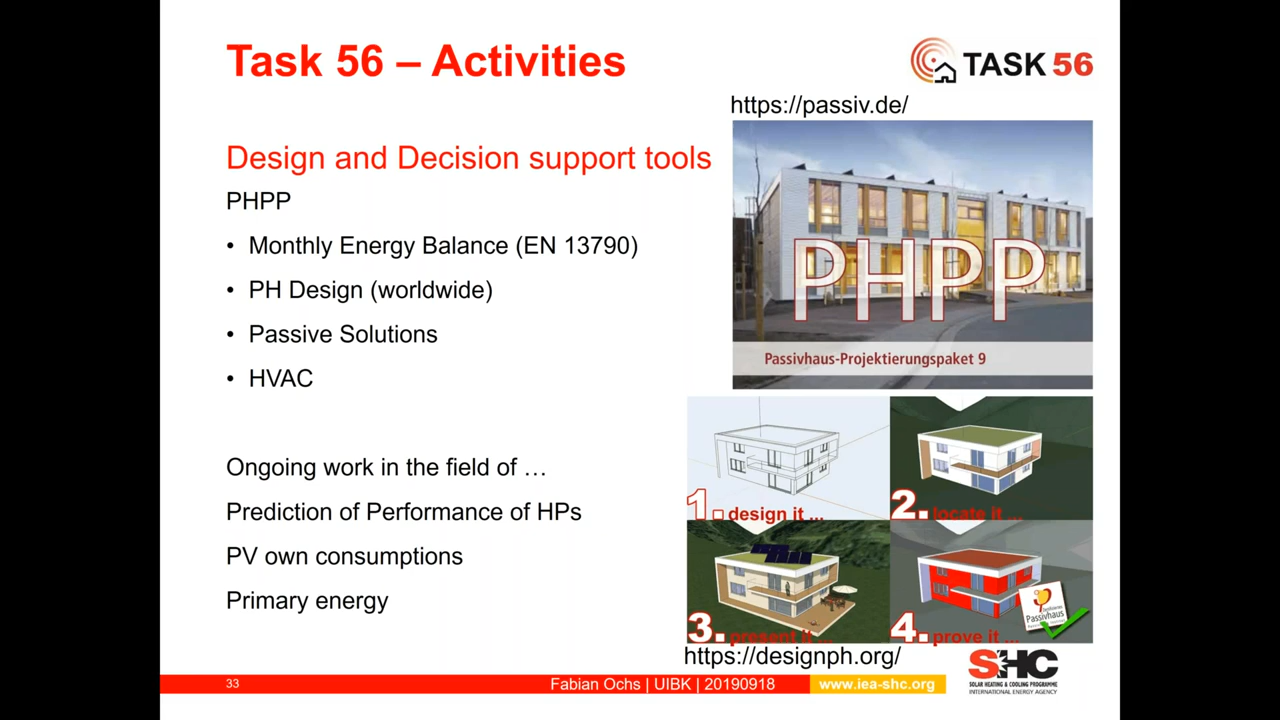 Task 56 – Activities
TASK 56
https://passiv.de/
Design and Decision support tools
PHPP
• Monthly Energy Balance (EN 13790)
• PH Design (worldwide)
• Passive Solutions
• HVAC
Ongoing work in the field of …
Prediction of Performance of HPs
PV own consumptions
Primary energy
PHPP
Passivhaus-Projektierungspaket 9
1. design it ...
2. locate it ...
3. present it ...
4. prove it ...
Passivhaus
https://designph.org/
SHC
SOLAR HEATING & COOLING PROGRAMME
INTERNATIONAL ENERGY AGENCY
33
Fabian Ochs | UIBK | 20190918
www.iea-shc.org